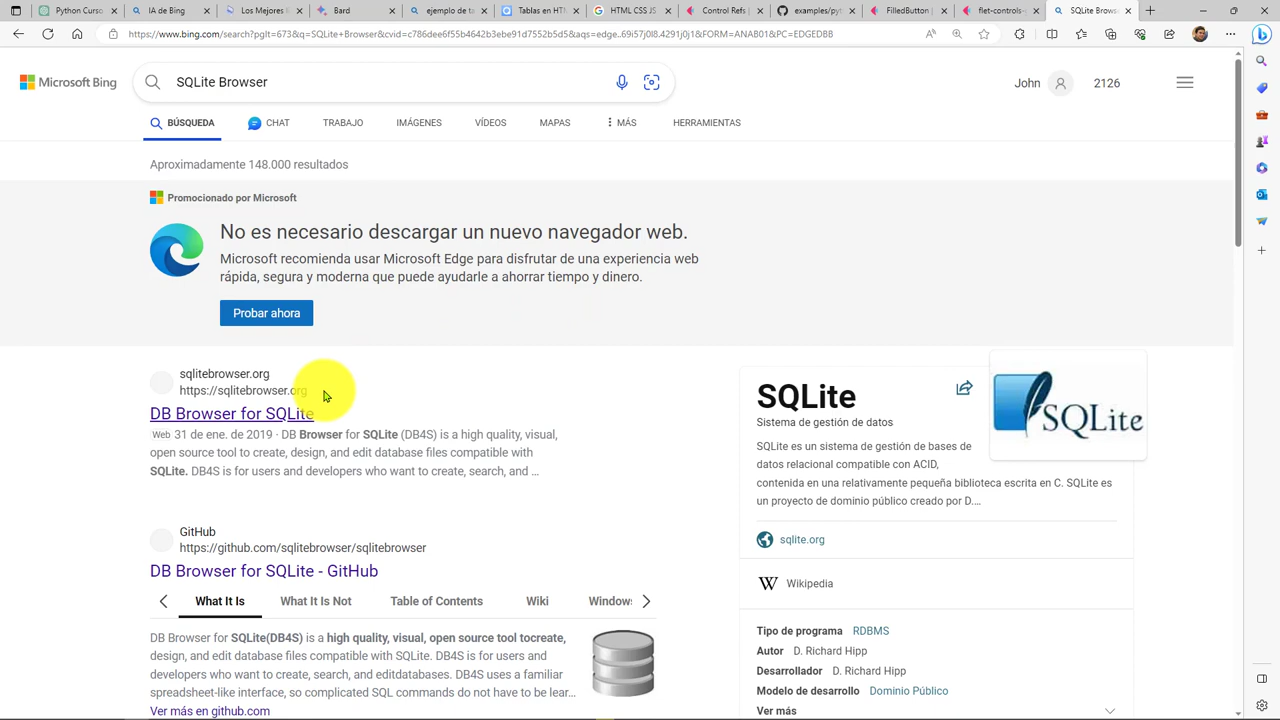 Python Curso
IA de Bing
Los Mejores 8
Bard
ejemplo de ta
Tablas en HTM
HTML CSS JS
Control Refs |
examples/pyt
FilledButton |
flet-controls-g
SQLite Brows
https://www.bing.com/search?pglt=673&q=SQLite+Browser&cvid=c786dee6f55b4642b3ebe91d7552b5d5&aqs=edge..69i57j0l8.4291j0j1&FORM=ANAB01&PC=EDGEDBB
Microsoft Bing
SQLite Browser
John
2126
BÚSQUEDA
CHAT
TRABAJO
IMÁGENES
VÍDEOS
MAPAS
MÁS
HERRAMIENTAS
Aproximadamente 148.000 resultados
Promocionado por Microsoft
No es necesario descargar un nuevo navegador web.
Microsoft recomienda usar Microsoft Edge para disfrutar de una experiencia web
rápida, segura y moderna que puede ayudarle a ahorrar tiempo y dinero.
Probar ahora
sqlitebrowser.org
https://sqlitebrowser.org
DB Browser for SQLite
Web 31 de ene. de 2019 · DB Browser for SQLite (DB4S) is a high quality, visual,
open source tool to create, design, and edit database files compatible with
SQLite. DB4S is for users and developers who want to create, search, and ...
GitHub
https://github.com/sqlitebrowser/sqlitebrowser
DB Browser for SQLite - GitHub
What It Is
What It Is Not
Table of Contents
Wiki
Windows
DB Browser for SQLite(DB4S) is a high quality, visual, open source tool tocreate,
design, and edit database files compatible with SQLite. DB4S is for users and
developers who want to create, search, and editdatabases. DB4S uses a familiar
spreadsheet-like interface, so complicated SQL commands do not have to be lear...
Ver más en github.com
SQLite
Sistema de gestión de datos
SQLite
SQLite es un sistema de gestión de bases de
datos relacional compatible con ACID,
contenida en una relativamente pequeña biblioteca escrita en C. SQLite es
un proyecto de dominio público creado por D....
sqlite.org
Wikipedia
Tipo de programa RDBMS
Autor D. Richard Hipp
Desarrollador D. Richard Hipp
Modelo de desarrollo Dominio Público
Ver más